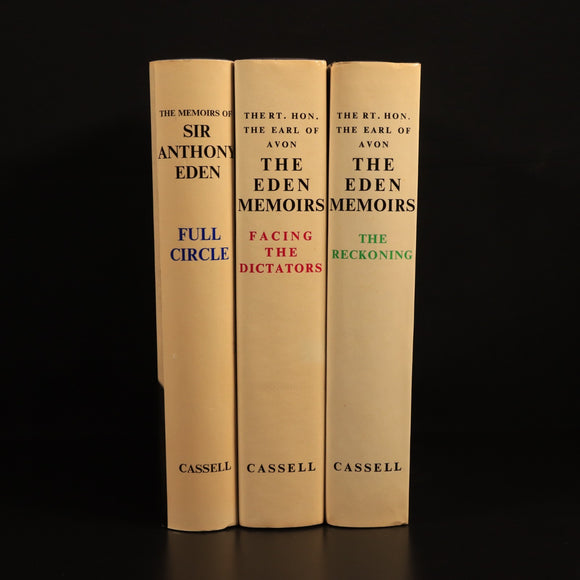 THE MEMOIRS OF
SIR
ANTHONY
EDEN
FULL
CIRCLE
CASSELL
THE RT. HON.
THE EARL OF
AVON
THE
EDEN
MEMOIRS
FACING
THE
DICTATORS
CASSELL
THE RT. HON.
THE EARL OF
AVON
THE
EDEN
MEMOIRS
THE
RECKONING
CASSELL